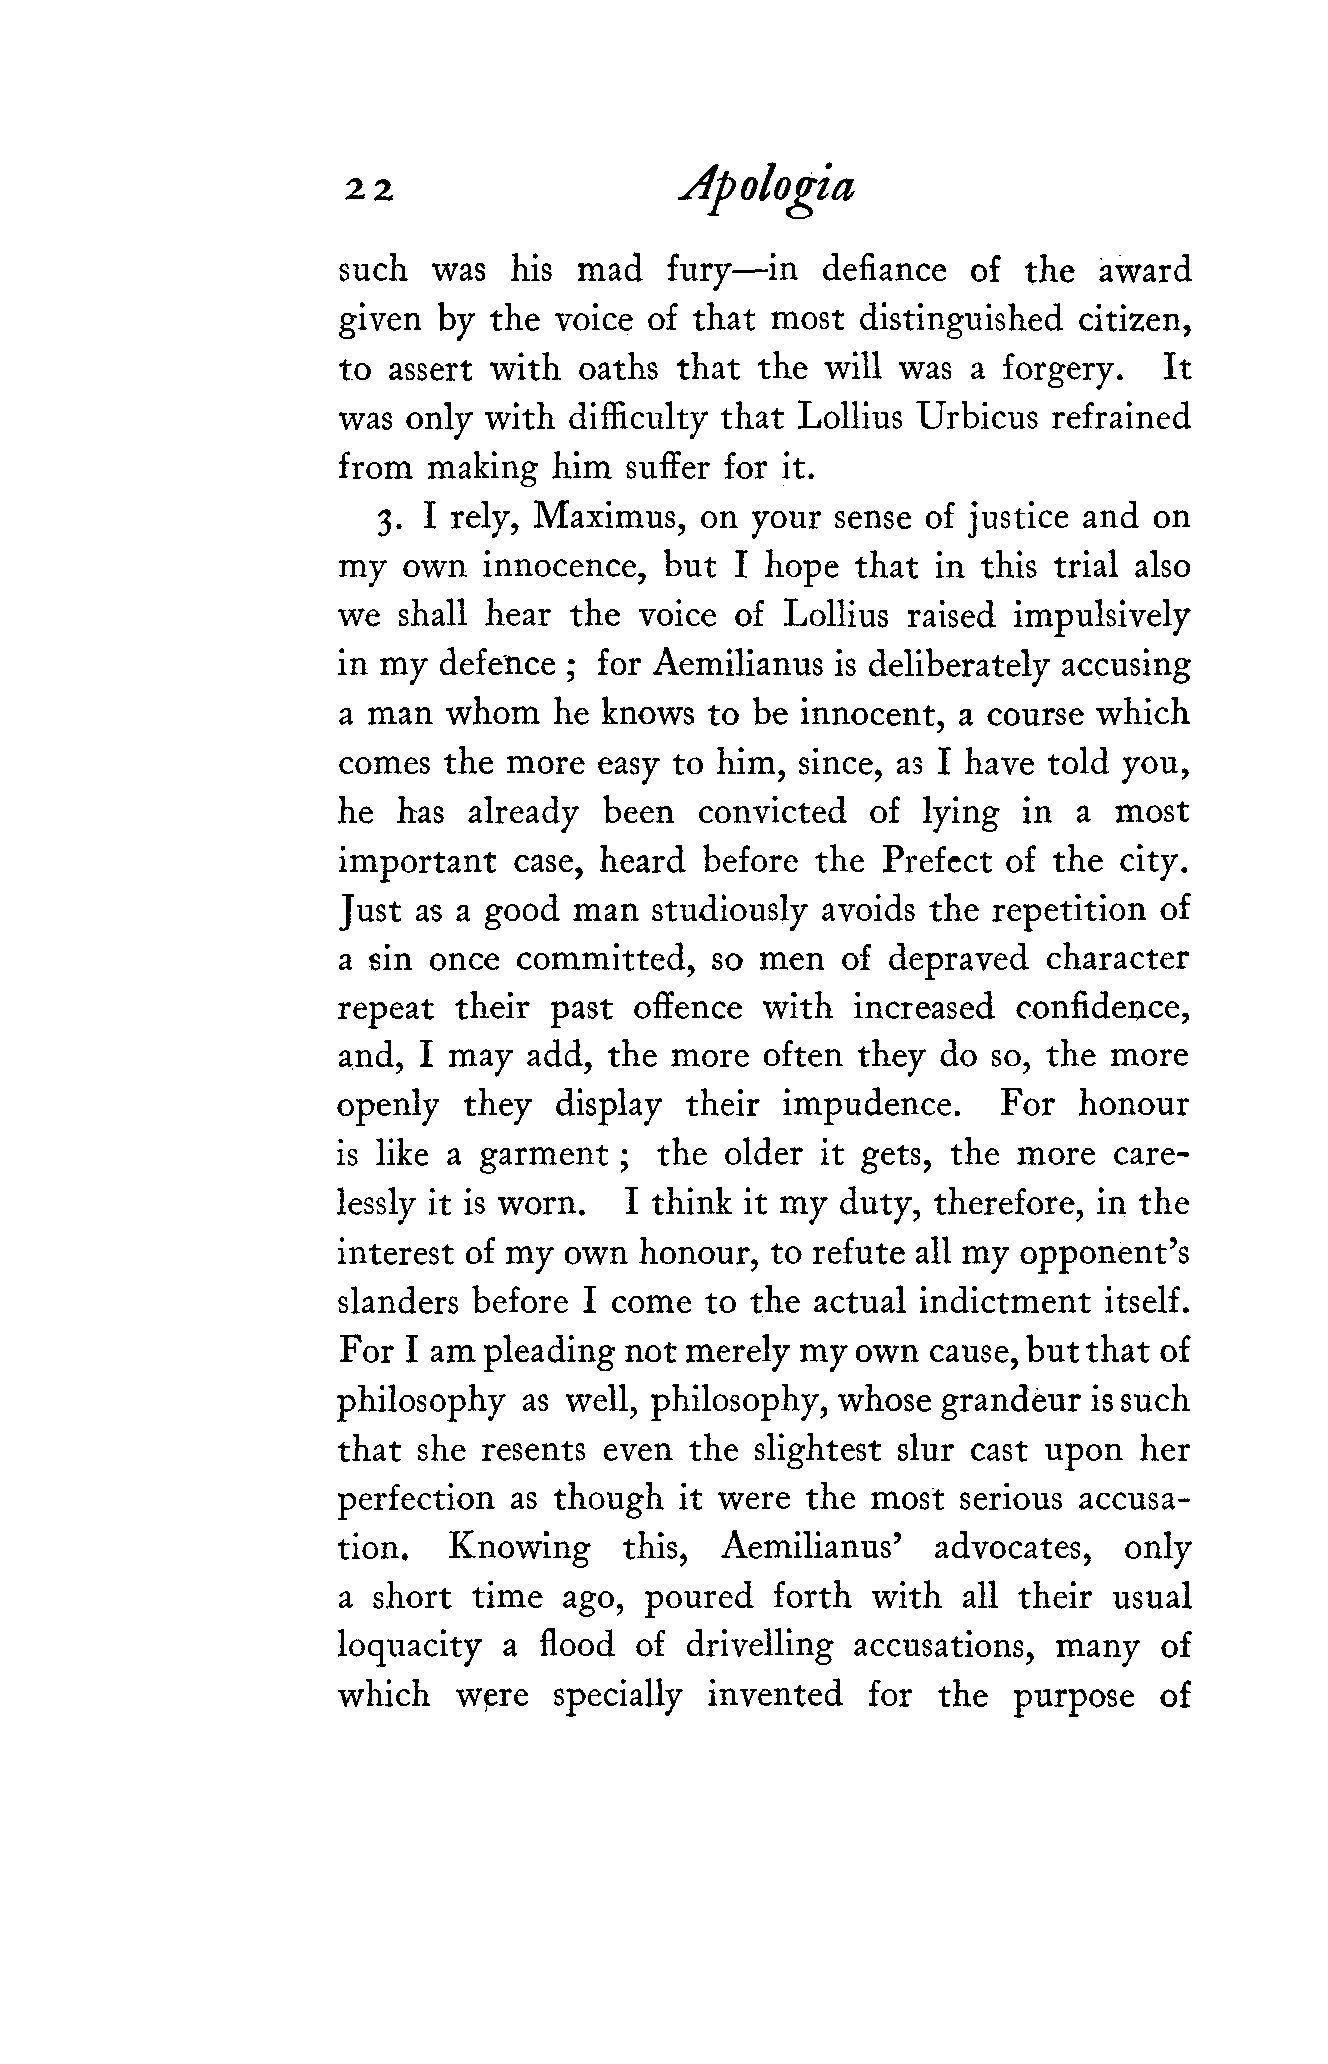 22 Apologia
such was his mad fury—in defiance of the award
given by the voice of that most distinguished citizen,
to assert with oaths that the will was a forgery. It
was only with difficulty that Lollius Urbicus refrained
from making him suffer for it.
3. I rely, Maximus, on your sense of justice and on
my own innocence, but I hope that in this trial also
we shall hear the voice of Lollius raised impulsively
in my defence ; for Aemilianus is deliberately accusing
a man whom he knows to be innocent, a course which
comes the more easy to him, since, as I have told you,
he has already been convicted of lying in a most
important case, heard before the Prefect of the city.
Just as a good man studiously avoids the repetition of
a sin once committed, so men of depraved character
repeat their past offence with increased confidence,
and, I may add, the more often they do so, the more
openly they display their impudence. For honour
is like a garment ; the older it gets, the more care-
lessly it is worn. I think it my duty, therefore, in the
interest of my own honour, to refute all my opponent's
slanders before I come to the actual indictment itself.
For I am pleading not merely my own cause, but that of
philosophy as well, philosophy, whose grandeur is such
that she resents even the slightest slur cast upon her
perfection as though it were the most serious accusa-
tion. Knowing this, Aemilianus' advocates, only
a short time ago, poured forth with all their usual
loquacity a flood of drivelling accusations, many of
which were specially invented for the purpose of